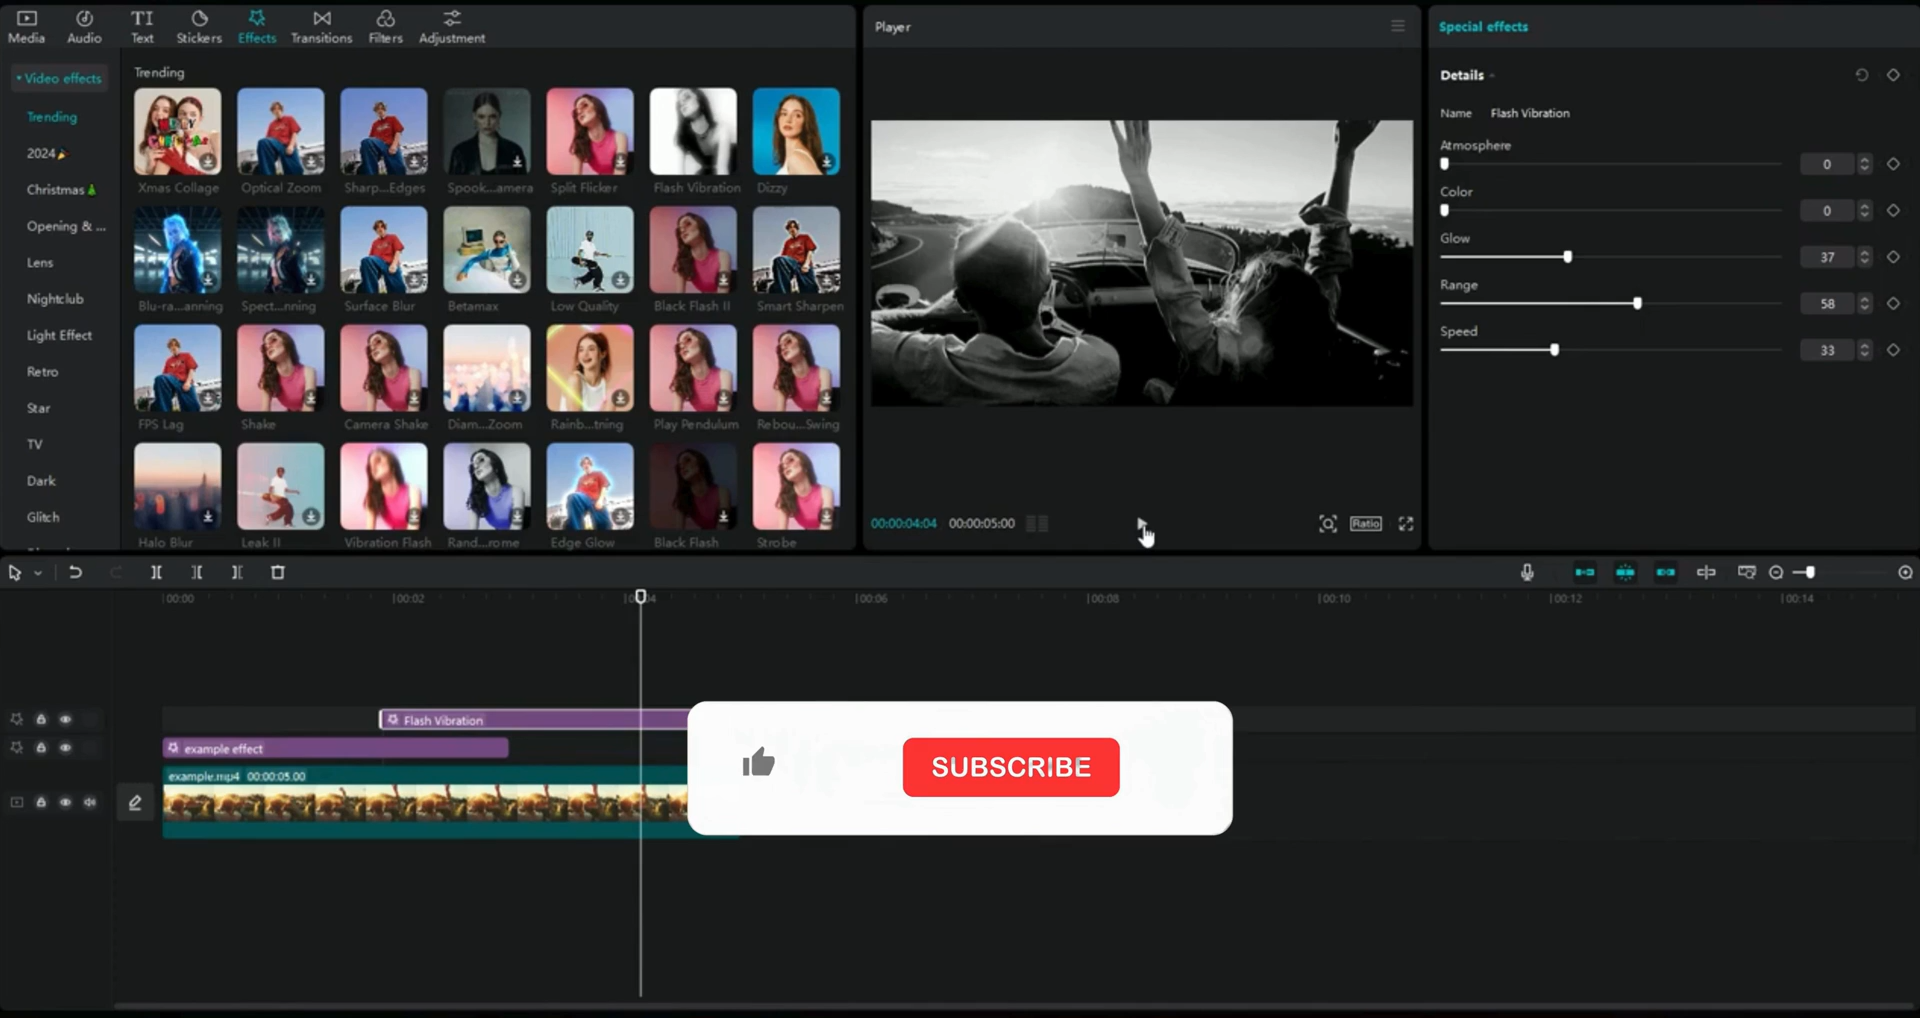 Media Audio Text Stickers Effects Transitions Filters Adjustment
Video effects
Trending
2024
Christmas
Opening & ...
Lens
Nightclub
Light Effect
Retro
Star
TV
Dark
Glitch
Trending
Xmas Collage Optical Zoom Sharp...Edges Spook....amera Split Flicker Flash Vibration Dizzy
Blu-ra...anning Spect...nning Surface Blur Betamax Low Quality Black Flash II Smart Sharpen
FPS Lag Shake Camera Shake Diam...Zoom Rainb...tning Play Pendulum Rebou...Swing
Halo Blur Leak II Vibration Flash Rand...rome Edge Glow Black Flash Strobe
Player
00:00:04:04 00:00:05:00
Ratio
Special effects
Details
Name Flash Vibration
Atmosphere
0
Color
0
Glow
37
Range
58
Speed
33
00:00 00:02 00:06 00:08 00:10 00:12 00:14
Flash Vibration
example effect
example.mp4 00:00:05.00
SUBSCRIBE